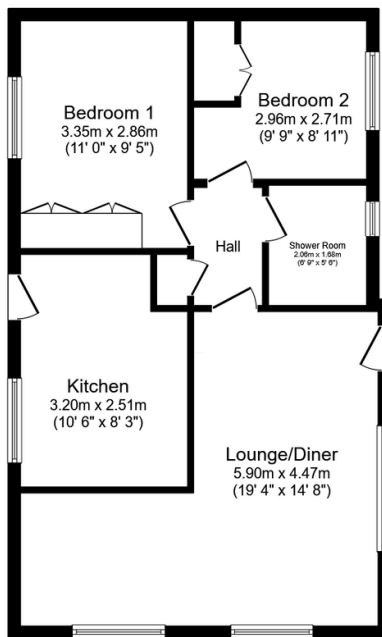 Bedroom 1
3.35m x 2.86m
(11' 0" x 9' 5")
Bedroom 2
2.96m x 2.71m
(9' 9" x 8' 11")
Hall
Shower Room
2.06m x 1.68m
(6' 9" x 5' 6")
Kitchen
3.20m x 2.51m
(10' 6" x 8' 3")
Lounge/Diner
5.90m x 4.47m
(19' 4" x 14' 8")